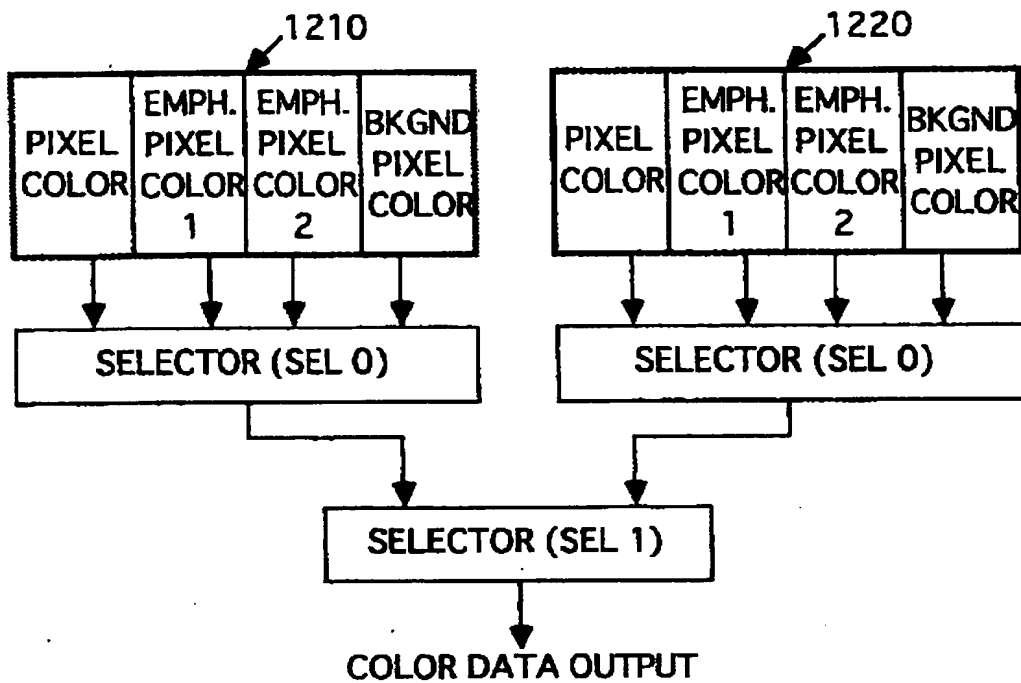 1210
1220
PIXEL COLOR
EMPH. PIXEL COLOR 1
EMPH. PIXEL COLOR 2
BKGND PIXEL COLOR
PIXEL COLOR
EMPH. PIXEL COLOR 1
EMPH. PIXEL COLOR 2
BKGND PIXEL COLOR
SELECTOR (SEL 0)
SELECTOR (SEL 0)
SELECTOR (SEL 1)
COLOR DATA OUTPUT